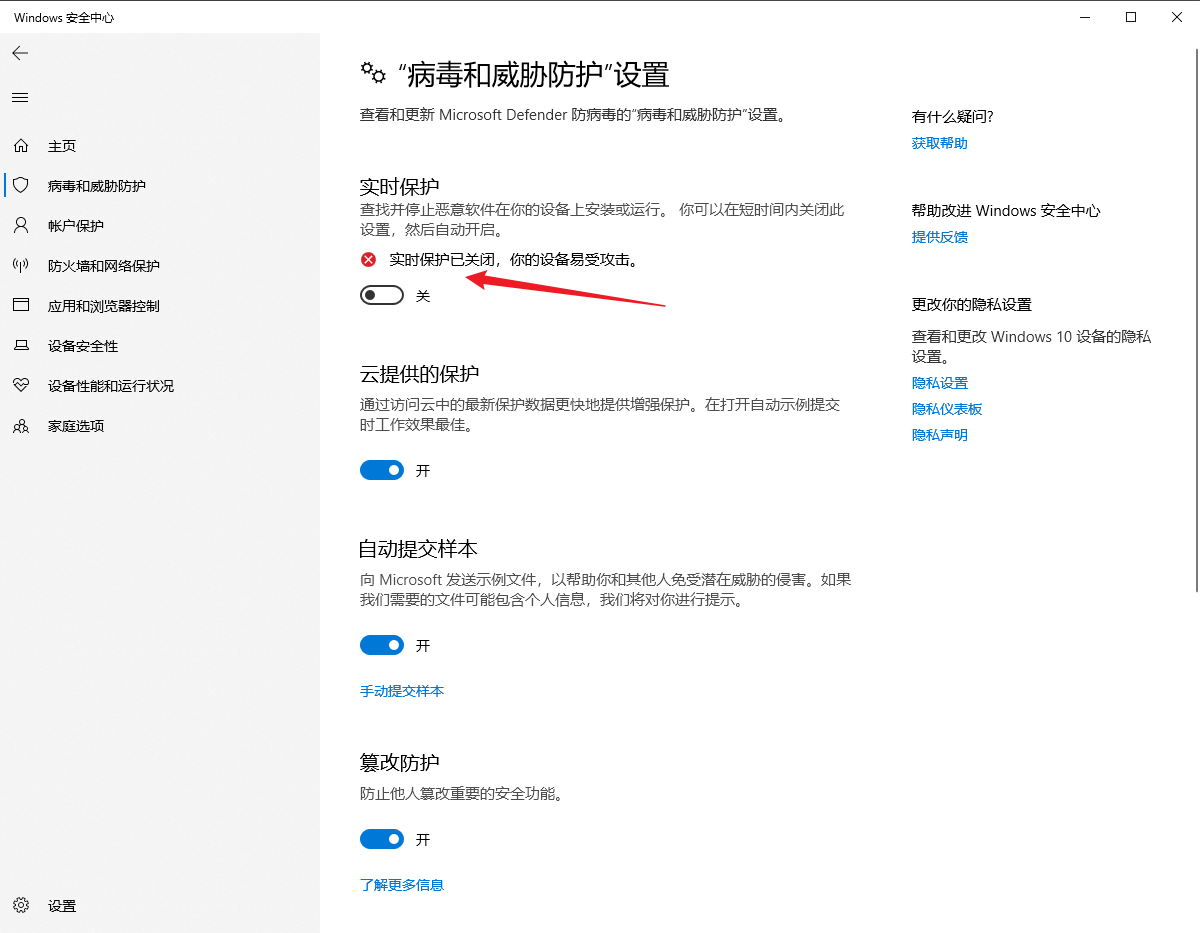 Windows 安全中心
主页
病毒和威胁防护
帐户保护
防火墙和网络保护
应用和浏览器控制
设备安全性
设备性能和运行状况
家庭选项
设置
“病毒和威胁防护”设置
查看和更新 Microsoft Defender 防病毒的“病毒和威胁防护”设置。
实时保护
查找并停止恶意软件在你的设备上安装或运行。 你可以在短时间内关闭此
设置，然后自动开启。
实时保护已关闭，你的设备易受攻击。
关
云提供的保护
通过访问云中的最新保护数据更快地提供增强保护。在打开自动示例提交
时工作效果最佳。
开
自动提交样本
向 Microsoft 发送示例文件，以帮助你和其他人免受潜在威胁的侵害。如果
我们需要的文件可能包含个人信息，我们将对你进行提示。
开
手动提交样本
篡改防护
防止他人篡改重要的安全功能。
开
了解更多信息
有什么疑问?
获取帮助
帮助改进 Windows 安全中心
提供反馈
更改你的隐私设置
查看和更改 Windows 10 设备的隐私
设置。
隐私设置
隐私仪表板
隐私声明